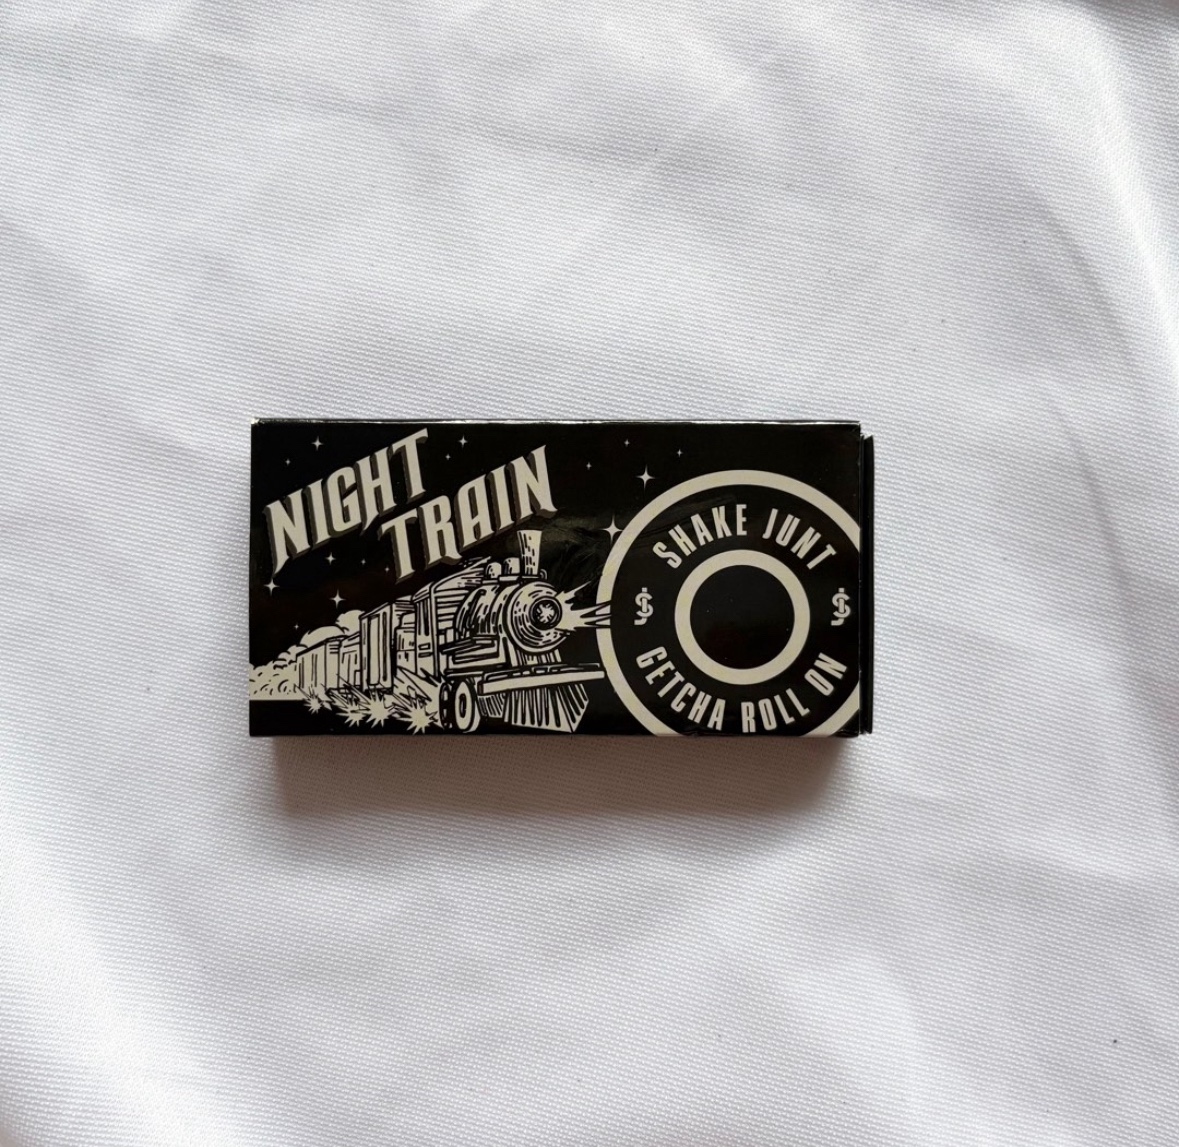 NIGHT
TRAIN
SHAKE JUNT
GETCHA ROLL ON